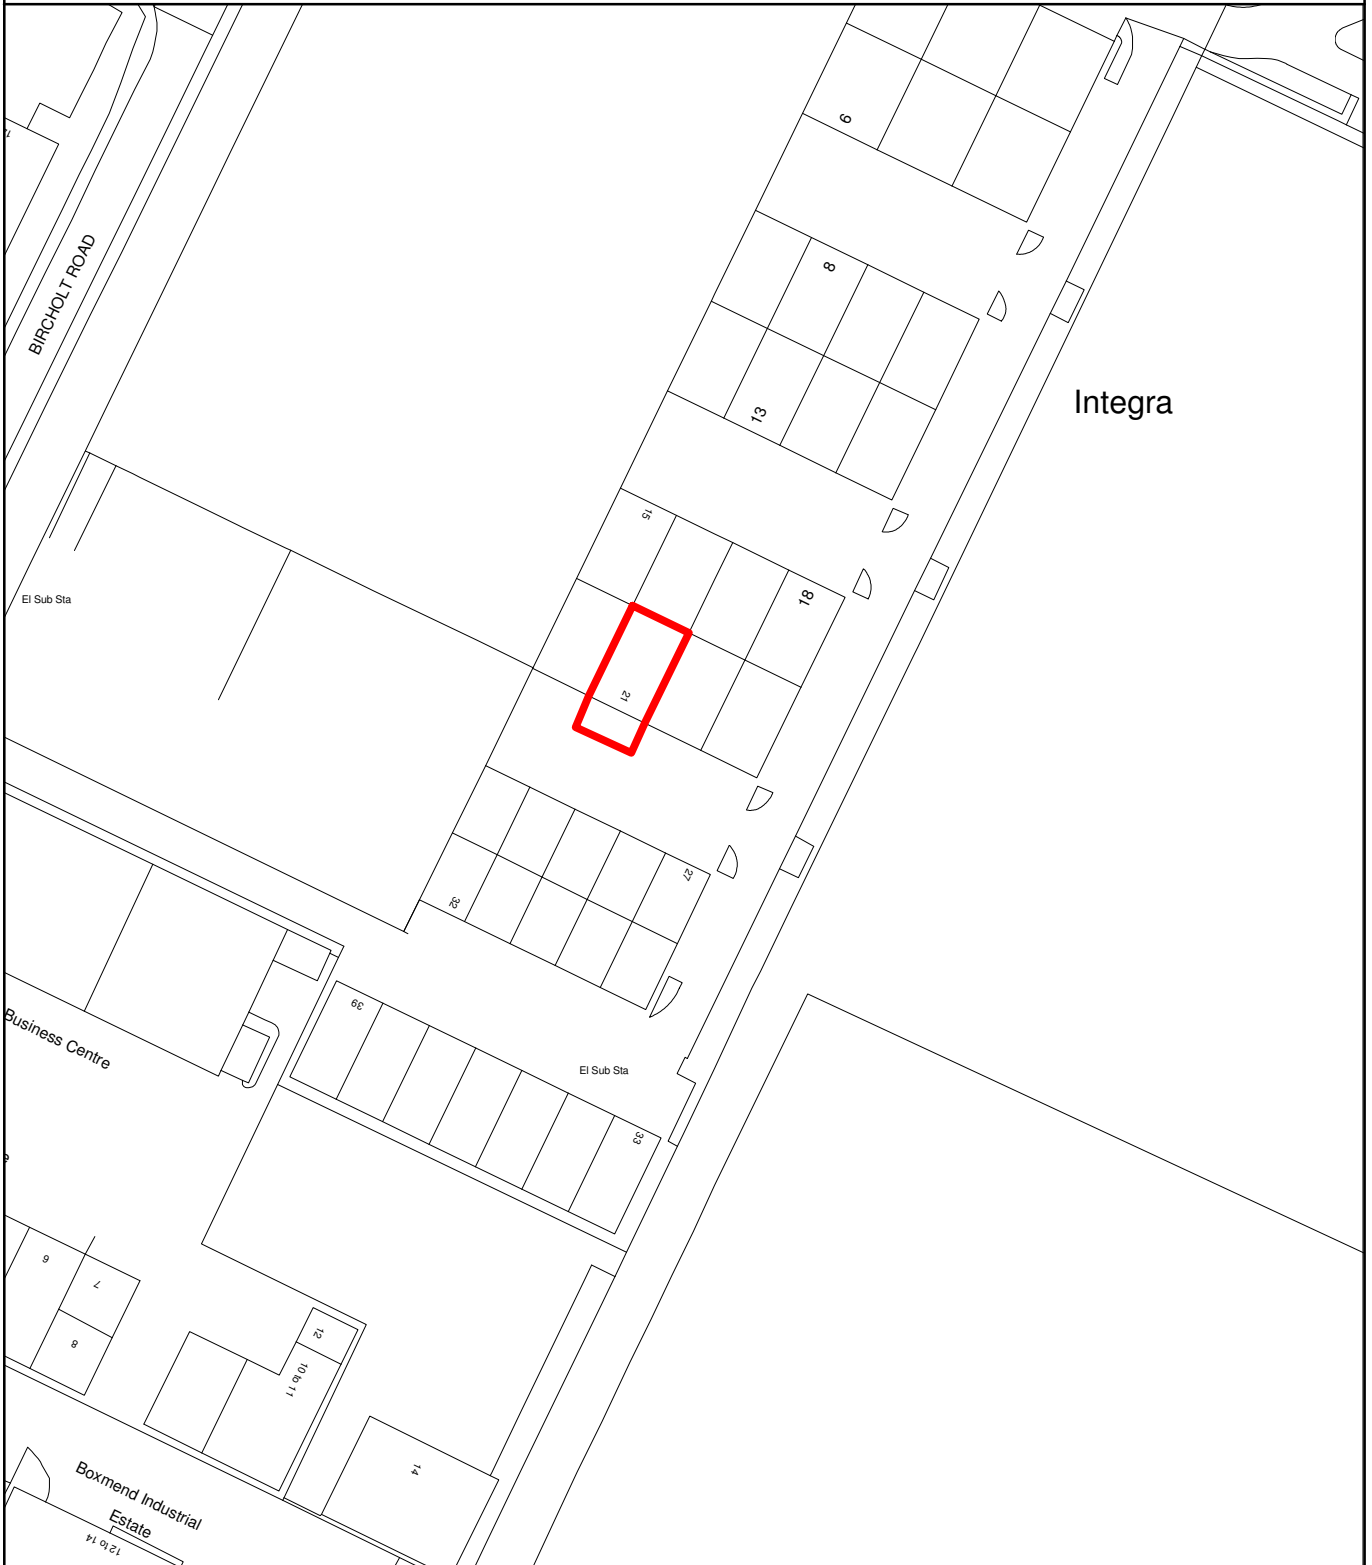 6
BIRCHOLT ROAD
8
Integra
13
15
El Sub Sta
18
21
27
32
39
Business Centre
El Sub Sta
33
6
7
8
12
10 to 11
14
Boxmend Industrial
Estate
12 to 14